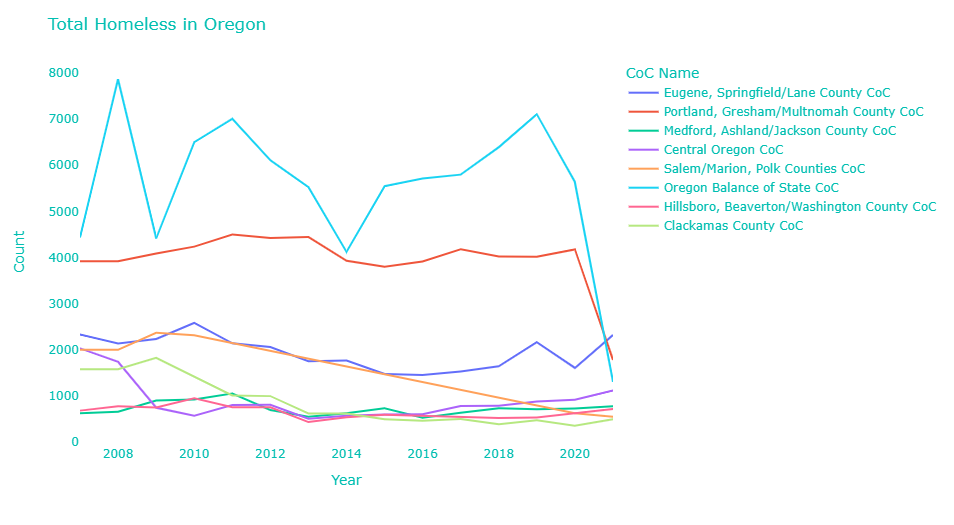 Total Homeless in Oregon
CoC Name
Eugene, Springfield/Lane County CoC
Portland, Gresham/Multnomah County CoC
Medford, Ashland/Jackson County CoC
Central Oregon CoC
Salem/Marion, Polk Counties CoC
Oregon Balance of State CoC
Hillsboro, Beaverton/Washington County CoC
Clackamas County CoC
Count
8000
7000
6000
5000
4000
3000
2000
1000
0
2008 2010 2012 2014 2016 2018 2020
Year